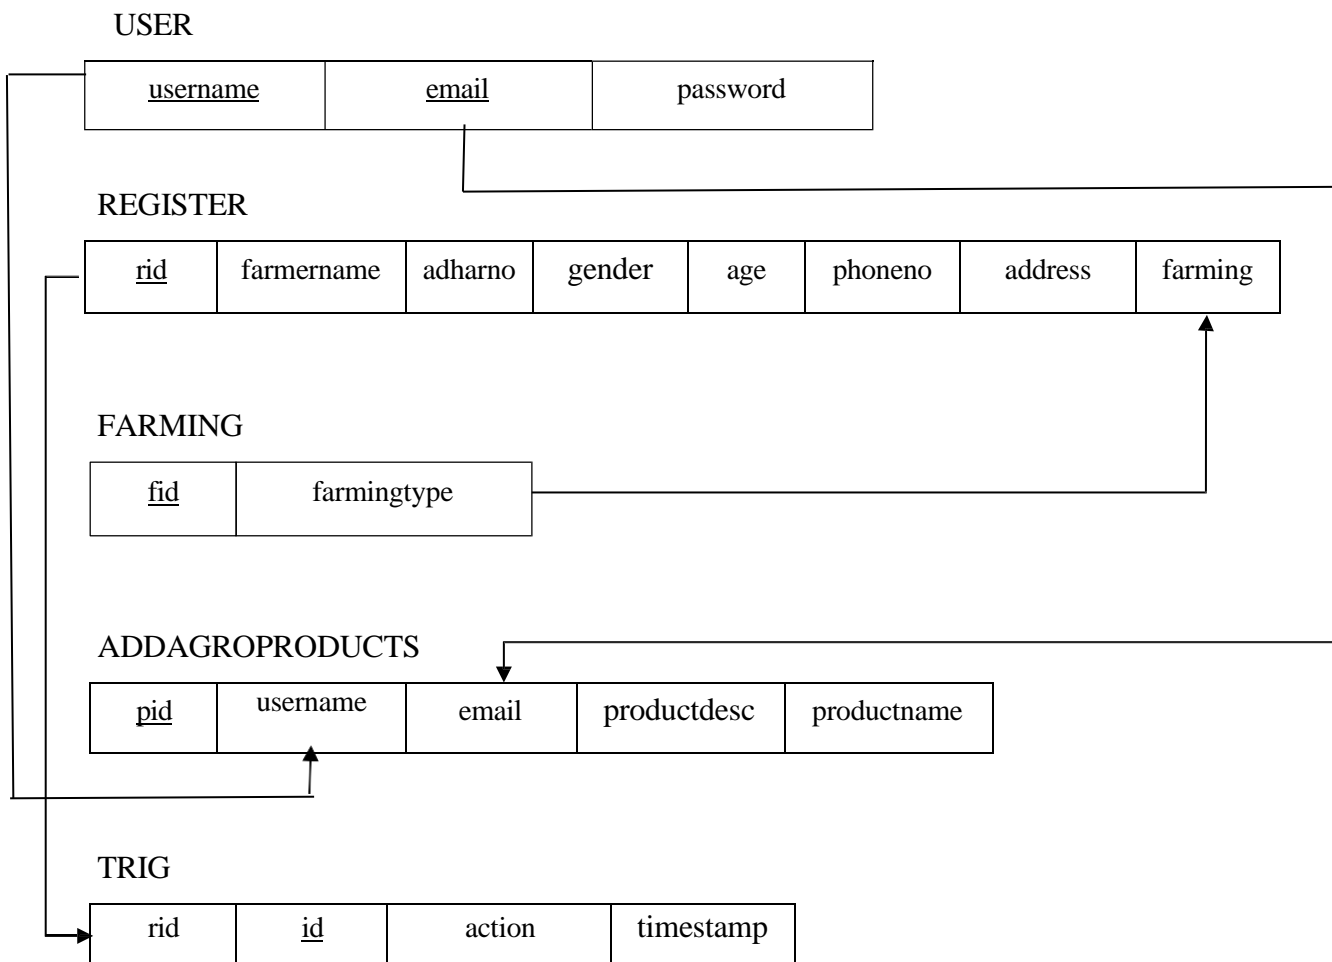 USER
username email password
REGISTER
rid farmername adharno gender age phoneno address farming
FARMING
fid farmingtype
ADDAGROPRODUCTS
pid username email productdesc productname
TRIG
rid id action timestamp